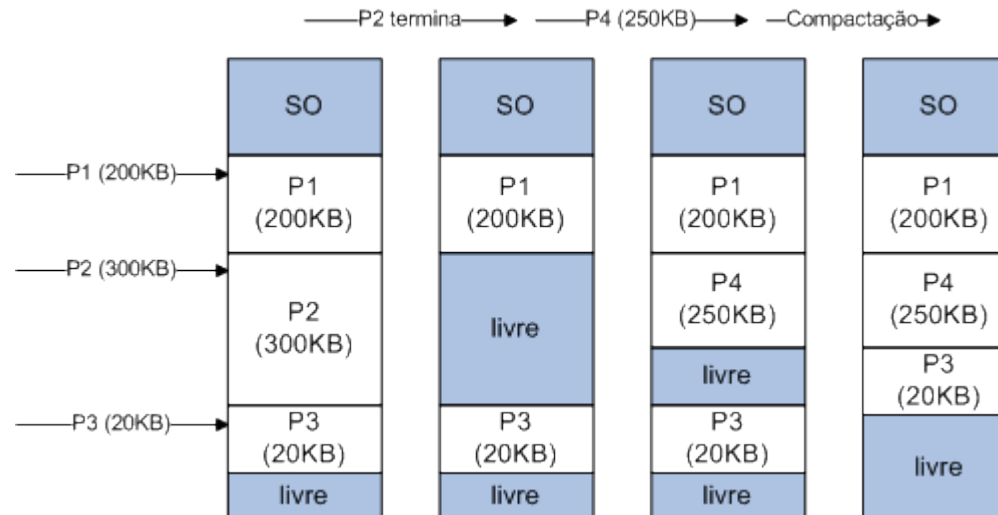 P2 termina
P4 (250KB)
Compactação
SO
SO
SO
SO
P1 (200KB)
P1
(200KB)
P1
(200KB)
P1
(200KB)
P1
(200KB)
P2 (300KB)
P2
(300KB)
livre
P4
(250KB)
livre
P4
(250KB)
P3
(20KB)
P3 (20KB)
P3
(20KB)
P3
(20KB)
P3
(20KB)
livre
livre
livre
livre